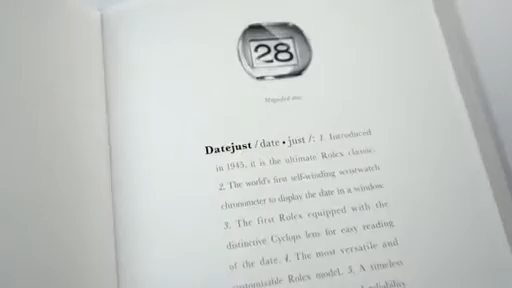 28
Magnified date
Datejust /date • just /: 1. Introduced
in 1945, it is the ultimate Rolex classic.
2. The world's first self-winding wristwatch
chronometer to display the date in a window.
3. The first Rolex equipped with the
distinctive Cyclops lens for easy reading
of the date. 4. The most versatile and
customisable Rolex model. 5. A timeless
reliability,